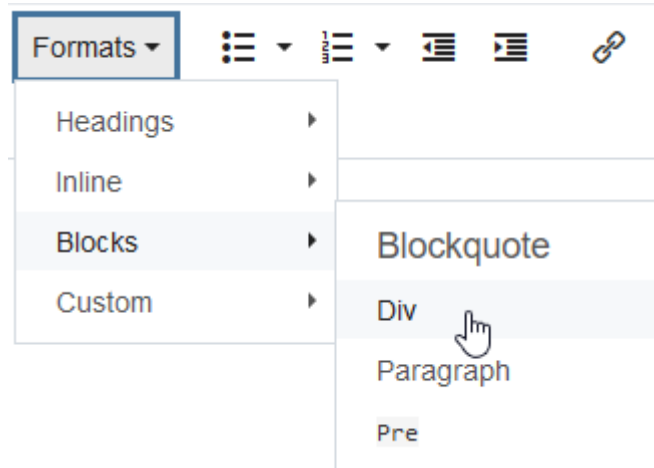 Formats
Headings
Inline
Blocks
Custom
Blockquote
Div
Paragraph
Pre